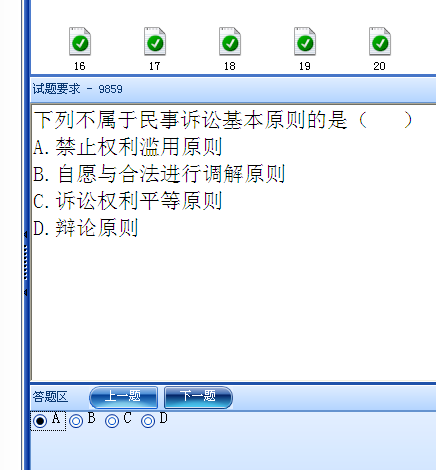 16 17 18 19 20
试题要求 - 9859
下列不属于民事诉讼基本原则的是（　）
A.禁止权利滥用原则
B.自愿与合法进行调解原则
C.诉讼权利平等原则
D.辩论原则
答题区 上一题 下一题
A B C D